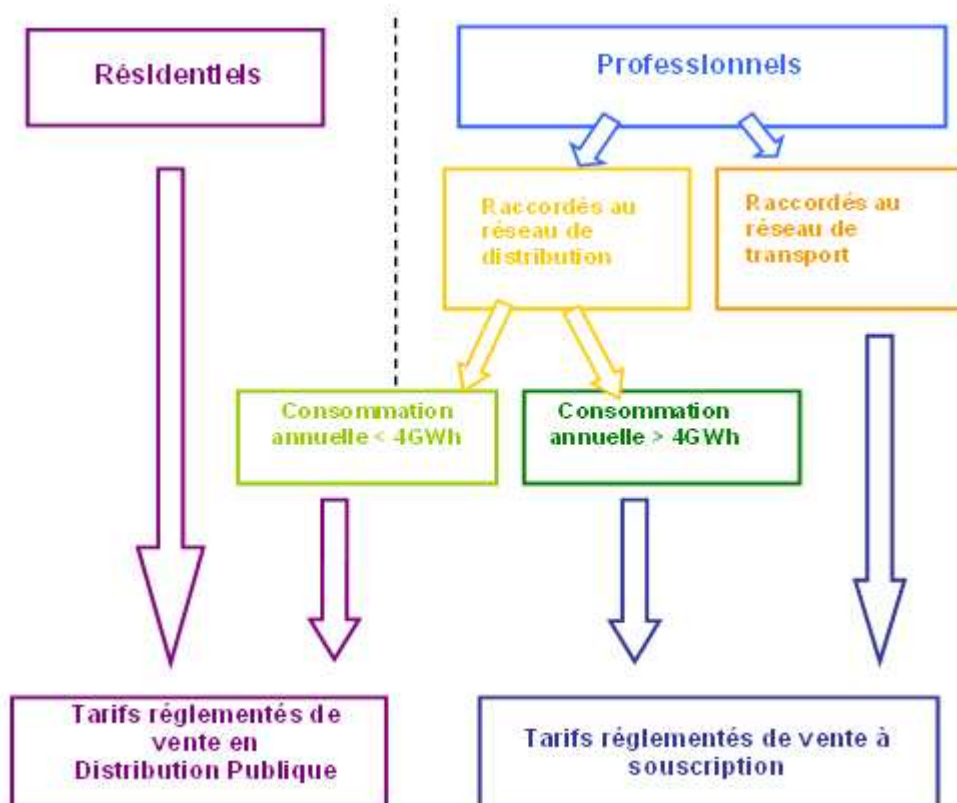 Résidentiels
Professionnels
Raccordés au
réseau de
distribution
Raccordés au
réseau de
transport
Consommation
annuelle < 4GWh
Consommation
annuelle > 4GWh
Tarifs réglementés de
vente en
Distribution Publique
Tarifs réglementés de vente à
souscription